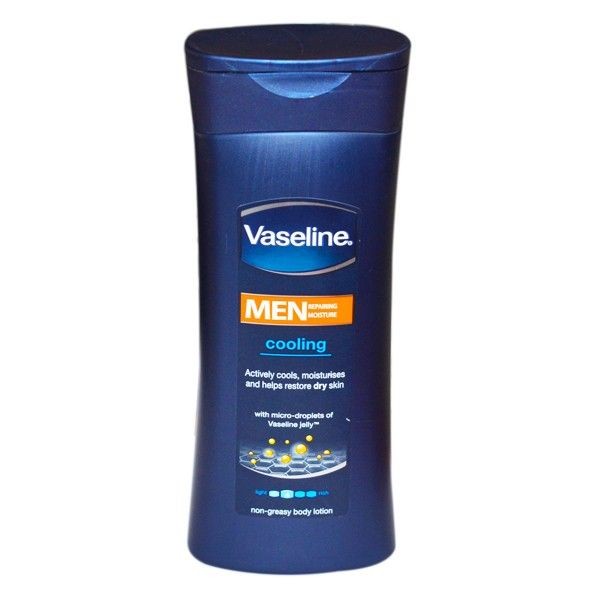 Vaseline®
MEN REPAIRING
MOISTURE
cooling
Actively cools, moisturises
and helps restore dry skin
with micro-droplets of
Vaseline jelly™
light rich
non-greasy body lotion